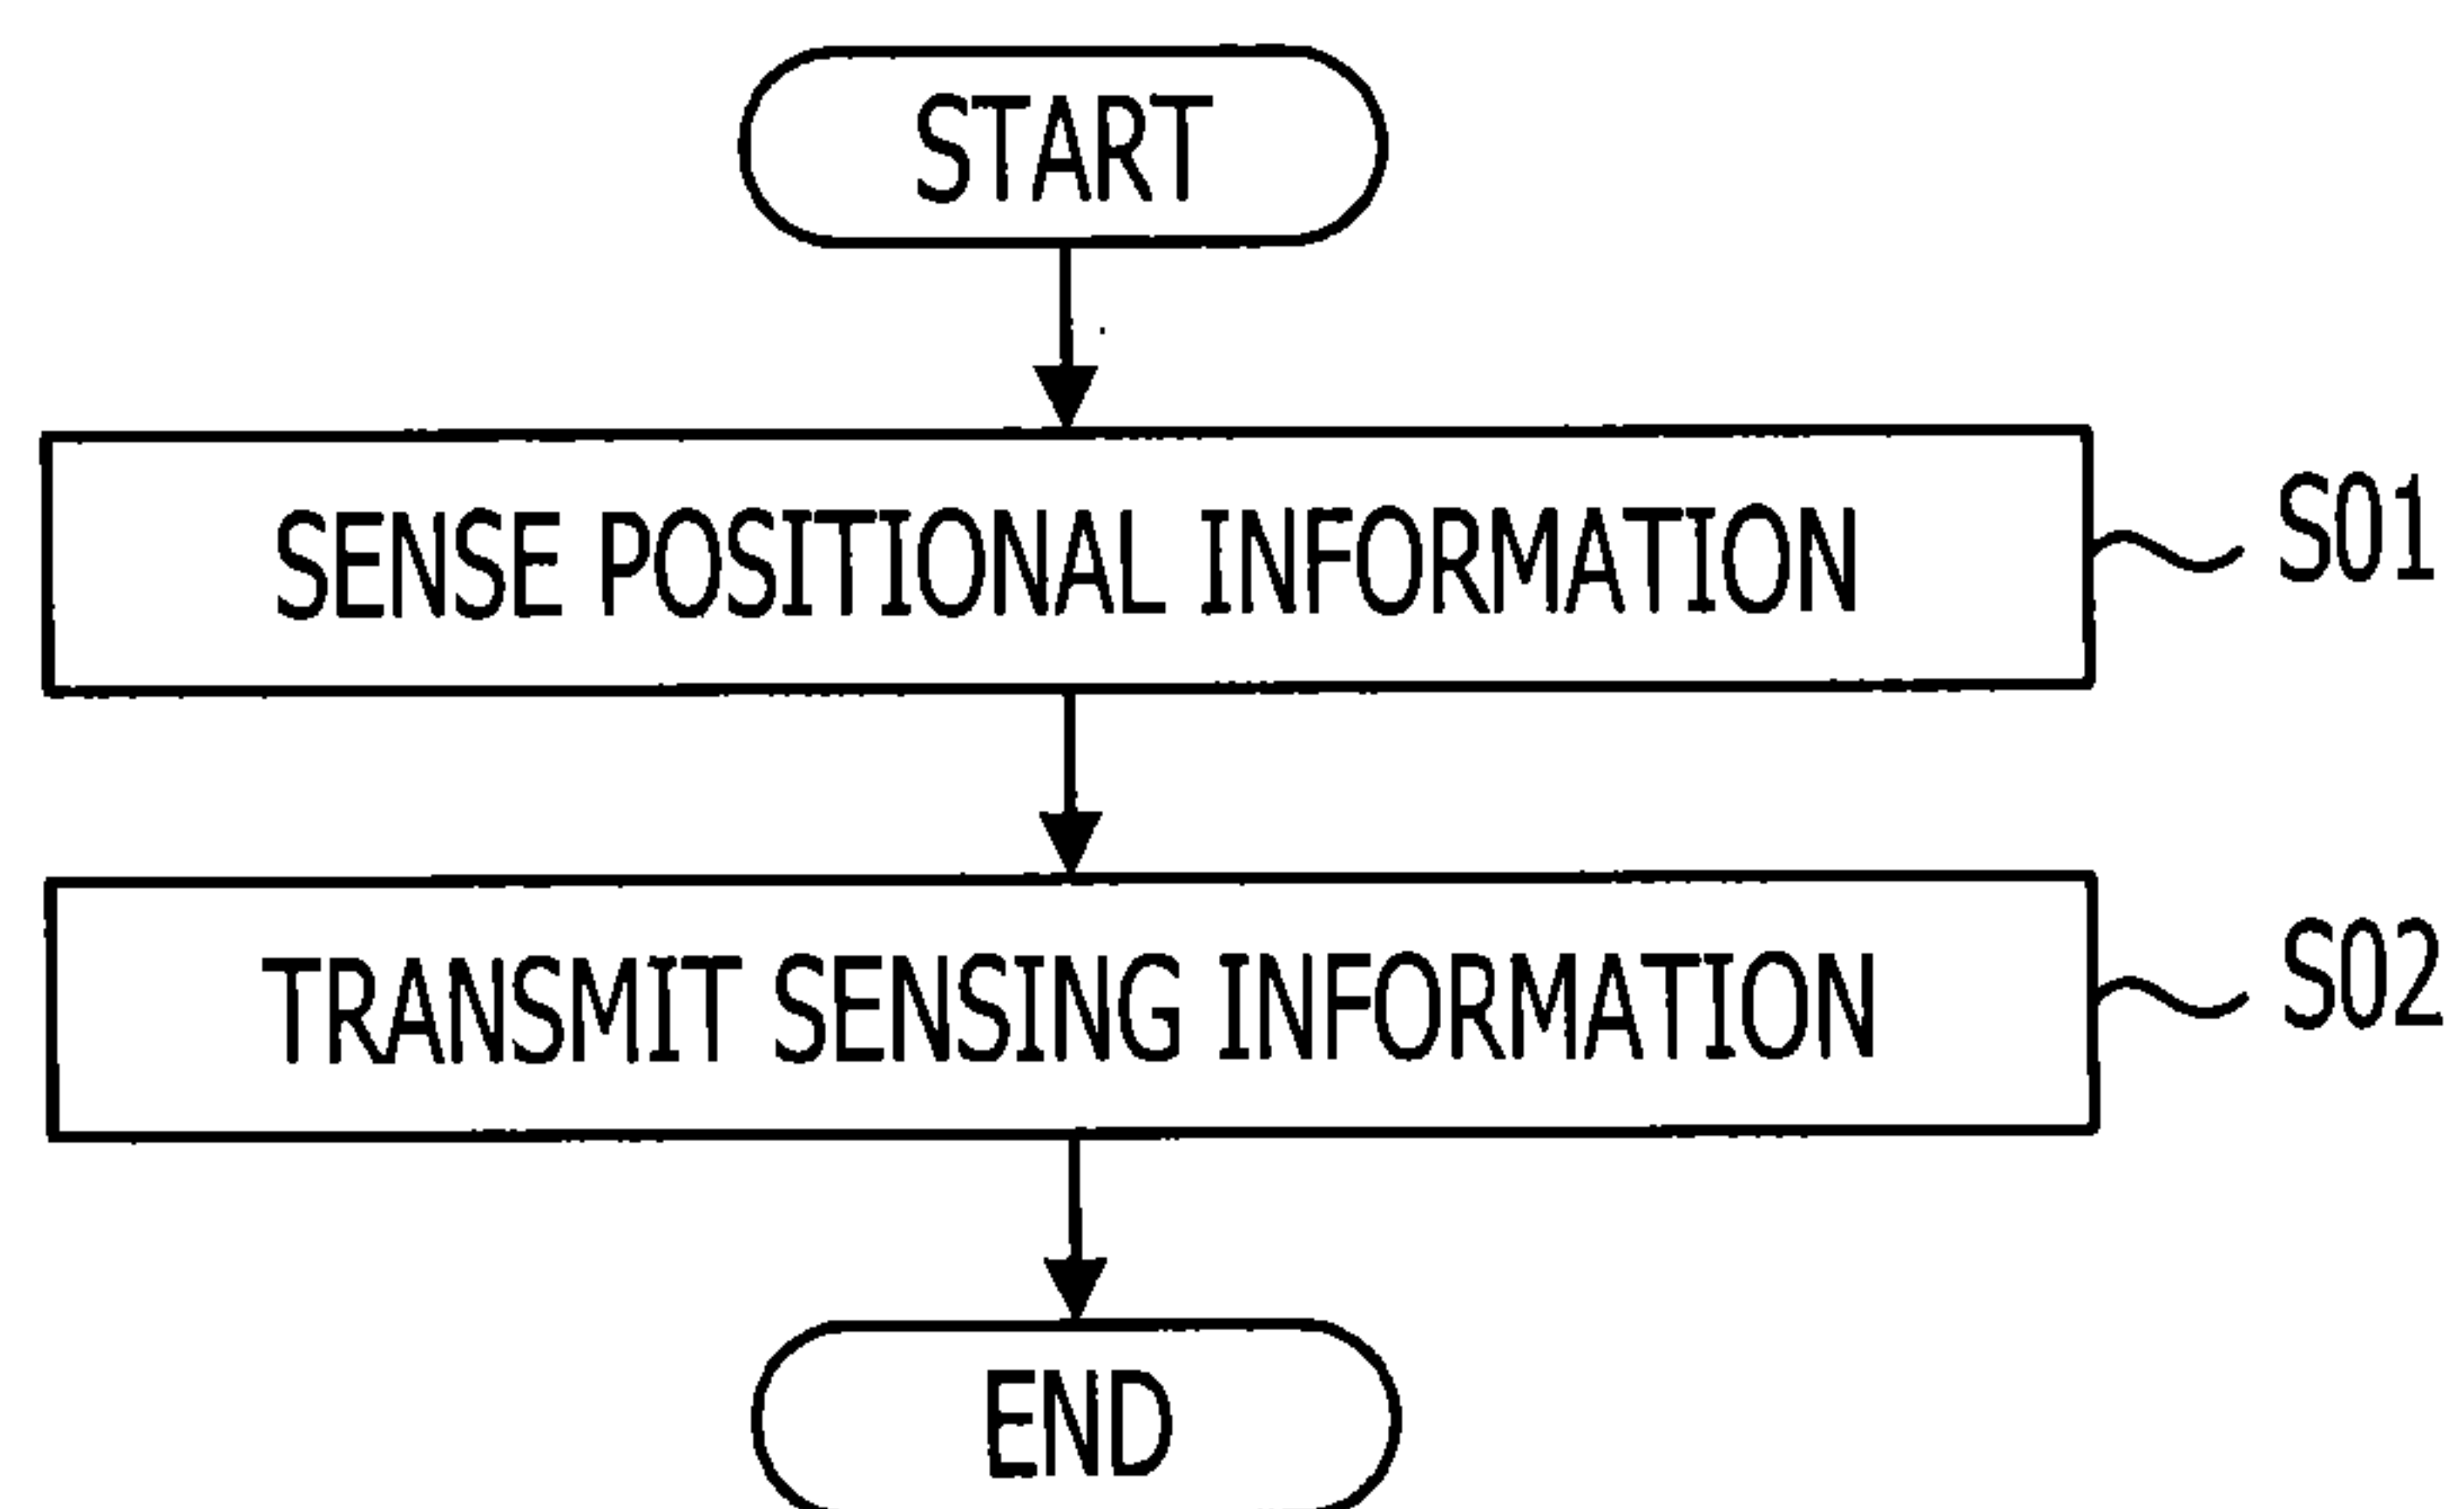 START
SENSE POSITIONAL INFORMATION
S01
TRANSMIT SENSING INFORMATION
S02
END